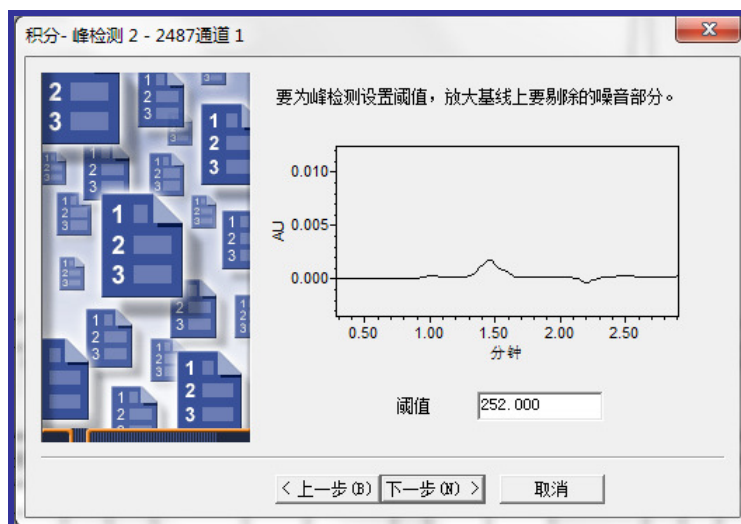 积分- 峰检测 2 - 2487通道 1
要为峰检测设置阈值，放大基线上要剔除的噪音部分。
0.010
0.005
0.000
AU
0.50 1.00 1.50 2.00 2.50
分钟
阈值 252.000
< 上一步(B) 下一步(N) > 取消